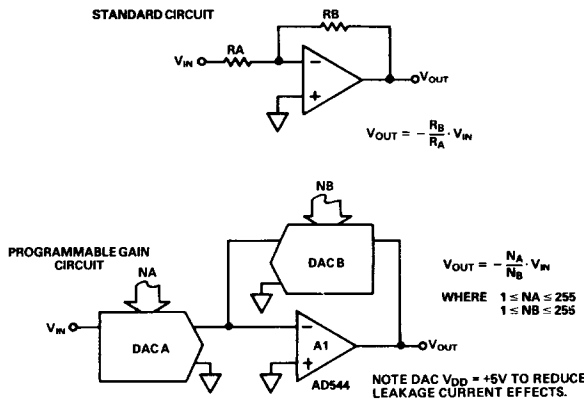 STANDARD CIRCUIT
RB
RA
VIN
−
+
VOUT
VOUT = − RB/RA · VIN
NB
PROGRAMMABLE GAIN
CIRCUIT
NA
DAC B
VOUT = − NA/NB · VIN
WHERE 1 ≤ NA ≤ 255
1 ≤ NB ≤ 255
VIN
DAC A
−
A1
+
VOUT
AD544
NOTE DAC VDD = +5V TO REDUCE
LEAKAGE CURRENT EFFECTS.